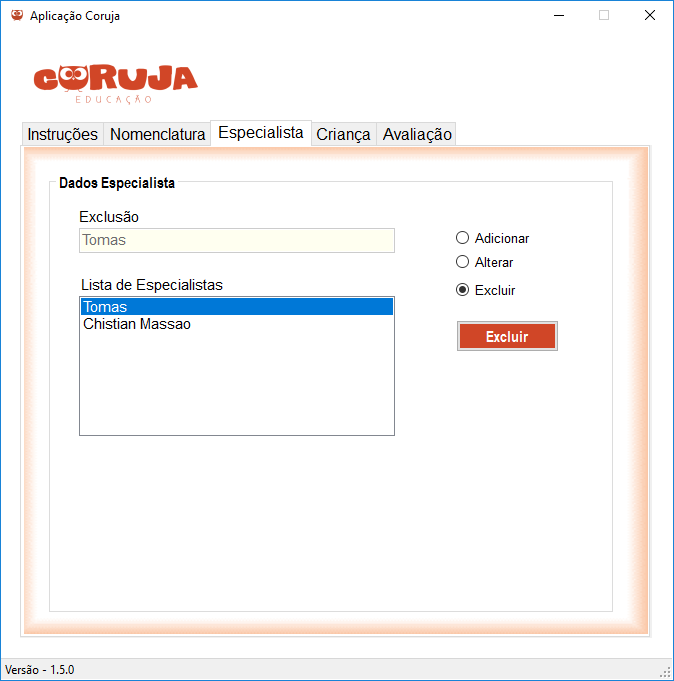 Aplicação Coruja
CORUJA
EDUCAÇÃO
Instruções Nomenclatura Especialista Criança Avaliação
Dados Especialista
Exclusão
Tomas
Adicionar
Alterar
Lista de Especialistas
Excluir
Tomas
Chistian Massao
Excluir
Versão - 1.5.0